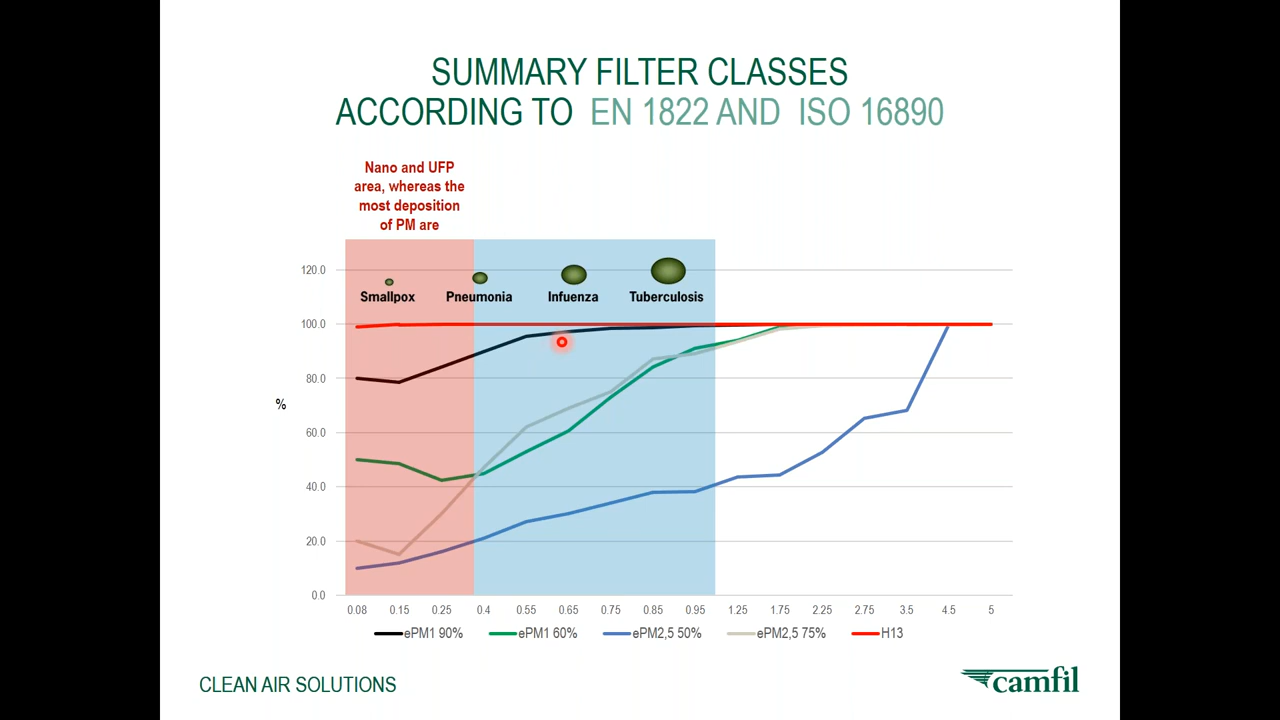 SUMMARY FILTER CLASSES
ACCORDING TO EN 1822 AND ISO 16890
Nano and UFP
area, whereas the
most deposition
of PM are
120.0
Smallpox Pneumonia Infuenza Tuberculosis
100.0
80.0
%
60.0
40.0
20.0
0.0
0.08 0.15 0.25 0.4 0.55 0.65 0.75 0.85 0.95 1.25 1.75 2.25 2.75 3.5 4.5 5
ePM1 90% ePM1 60% ePM2,5 50% ePM2,5 75% H13
CLEAN AIR SOLUTIONS
camfil